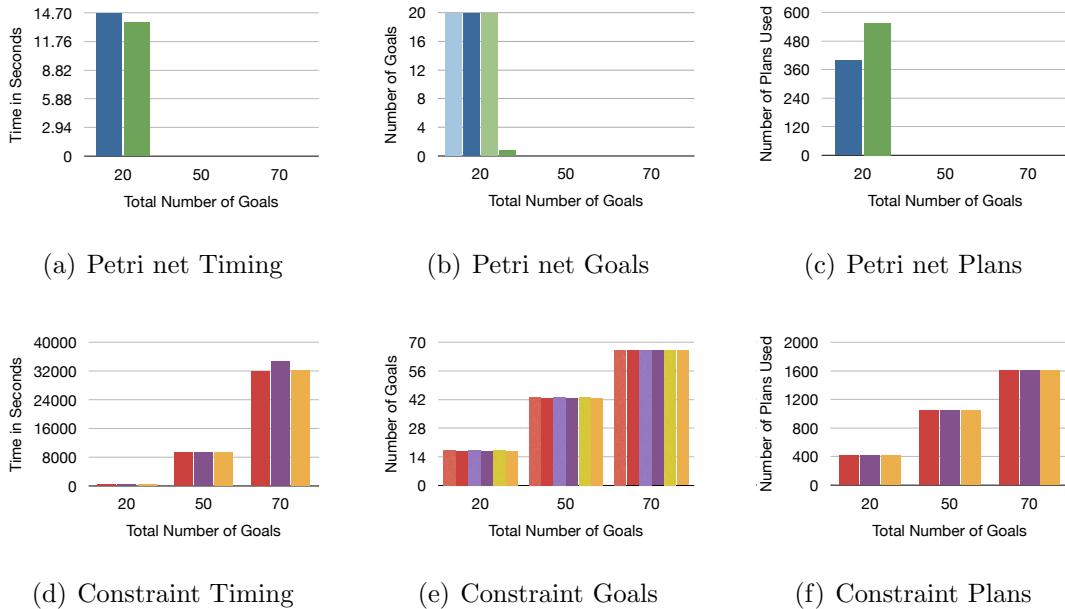 14.70
11.76
8.82
5.88
2.94
0
Time in Seconds
20 50 70
Total Number of Goals
(a) Petri net Timing
20
16
12
8
4
0
Number of Goals
20 50 70
Total Number of Goals
(b) Petri net Goals
600
480
360
240
120
0
Number of Plans Used
20 50 70
Total Number of Goals
(c) Petri net Plans
40000
32000
24000
16000
8000
0
Time in Seconds
20 50 70
Total Number of Goals
(d) Constraint Timing
70
56
42
28
14
0
Number of Goals
20 50 70
Total Number of Goals
(e) Constraint Goals
2000
1600
1200
800
400
0
Number of Plans Used
20 50 70
Total Number of Goals
(f) Constraint Plans